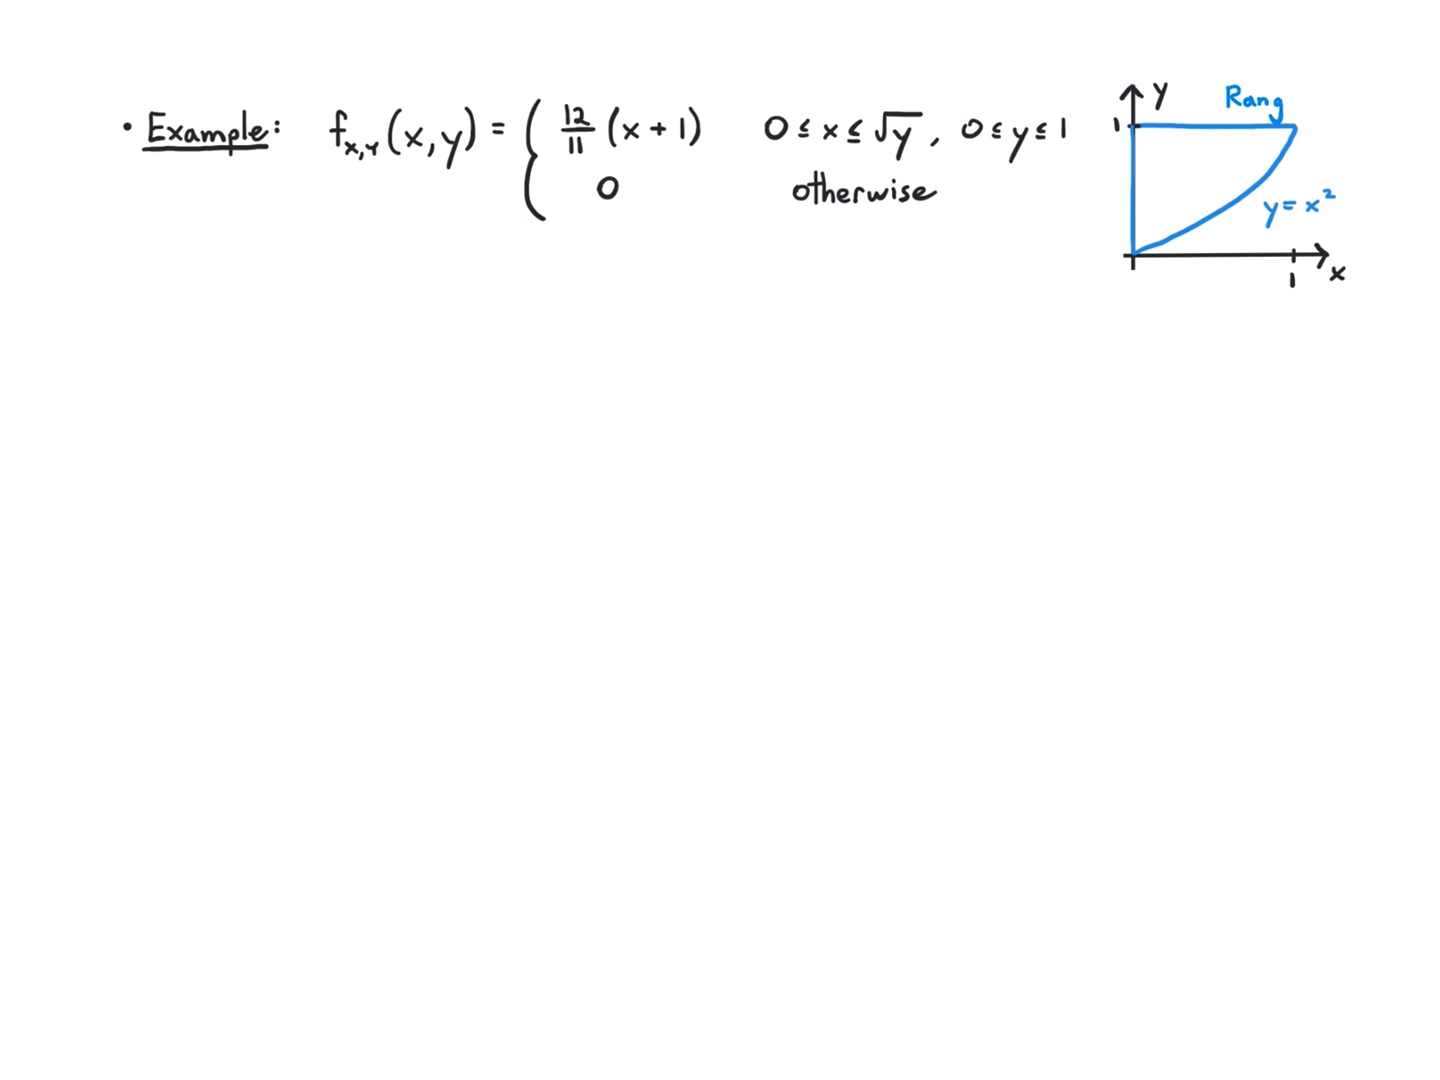 • Example: f_{X,Y}(x,y) = { 12/11 (x + 1)   0 ≤ x ≤ √y, 0 ≤ y ≤ 1
0   otherwise
y
Rang
1
y = x²
1
x